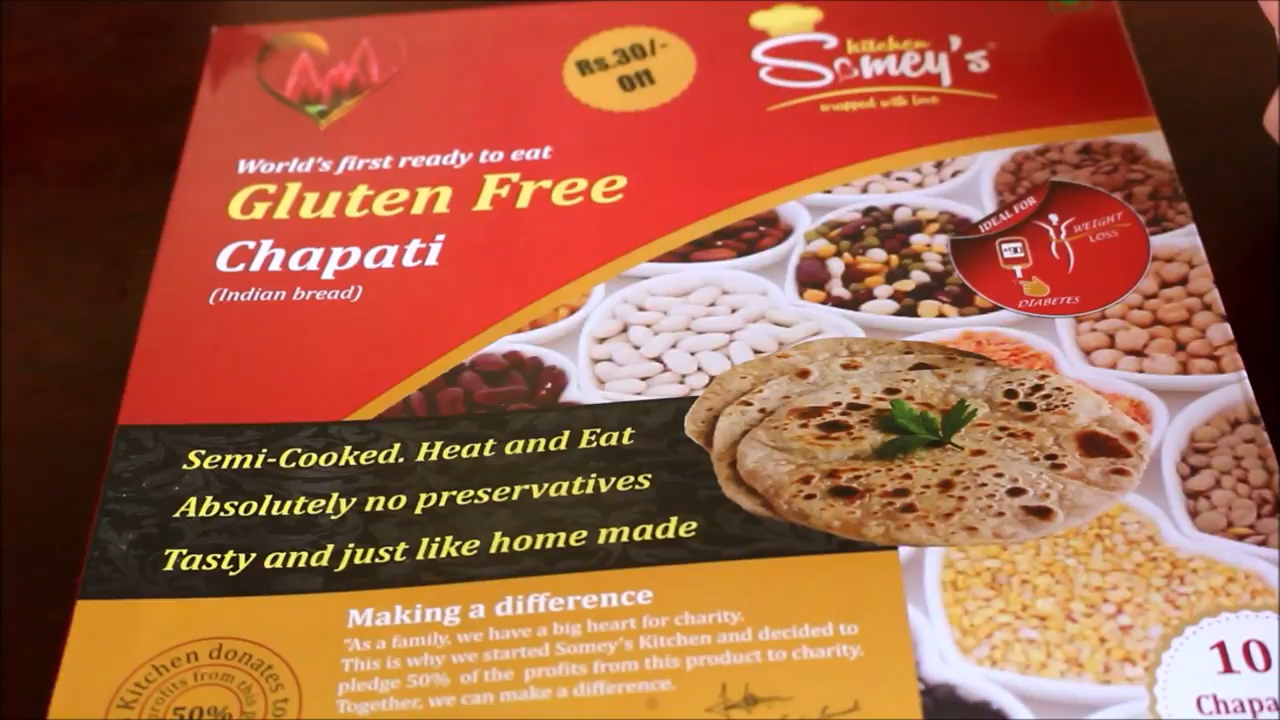 Rs.30/-
Off
kitchen
Somey's
wrapped with love
World's first ready to eat
Gluten Free
Chapati
(Indian bread)
IDEAL FOR
WEIGHT
LOSS
DIABETES
Semi-Cooked. Heat and Eat
Absolutely no preservatives
Tasty and just like home made
Making a difference
"As a family, we have a big heart for charity.
This is why we started Somey's Kitchen and decided to
pledge 50% of the profits from this product to charity.
Together, we can make a difference.
Kitchen donates to
profits from this
50%
10
Chapa